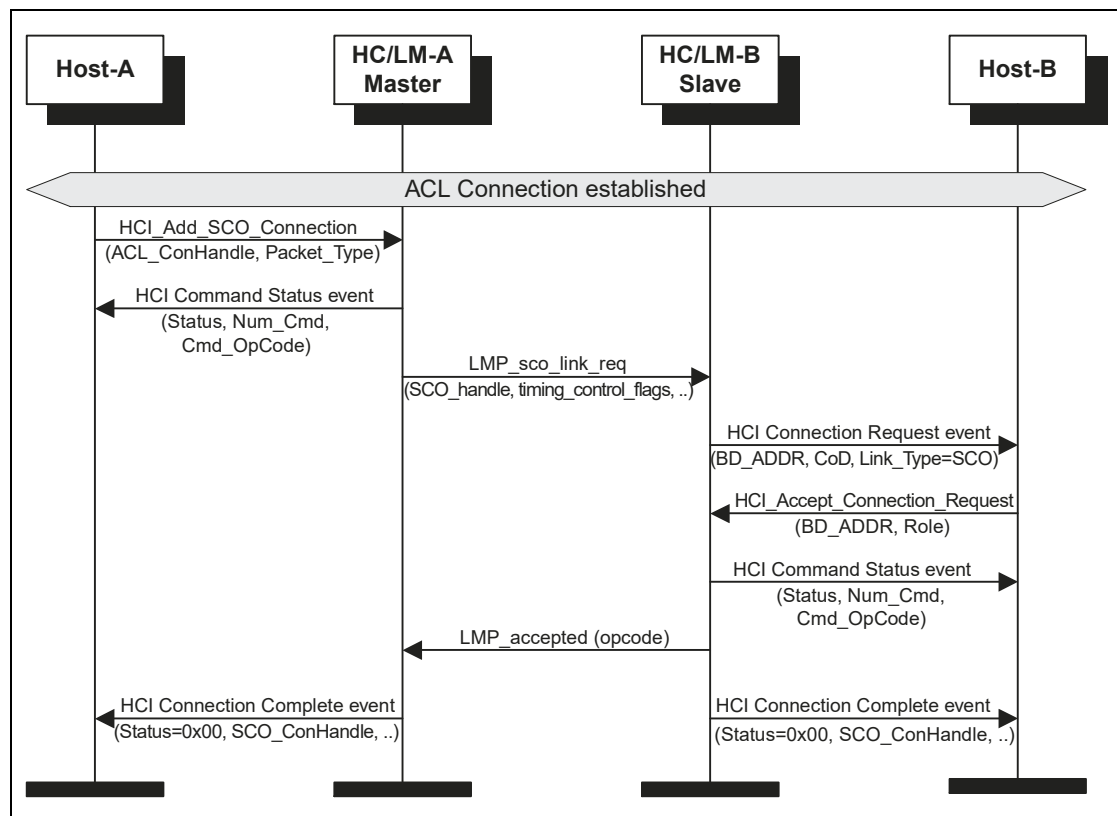 Host-A
HC/LM-A
Master
HC/LM-B
Slave
Host-B
ACL Connection established
HCI_Add_SCO_Connection
(ACL_ConHandle, Packet_Type)
HCI Command Status event
(Status, Num_Cmd,
Cmd_OpCode)
LMP_sco_link_req
(SCO_handle, timing_control_flags, ..)
HCI Connection Request event
(BD_ADDR, CoD, Link_Type=SCO)
HCI_Accept_Connection_Request
(BD_ADDR, Role)
HCI Command Status event
(Status, Num_Cmd,
Cmd_OpCode)
LMP_accepted (opcode)
HCI Connection Complete event
(Status=0x00, SCO_ConHandle, ..)
HCI Connection Complete event
(Status=0x00, SCO_ConHandle, ..)